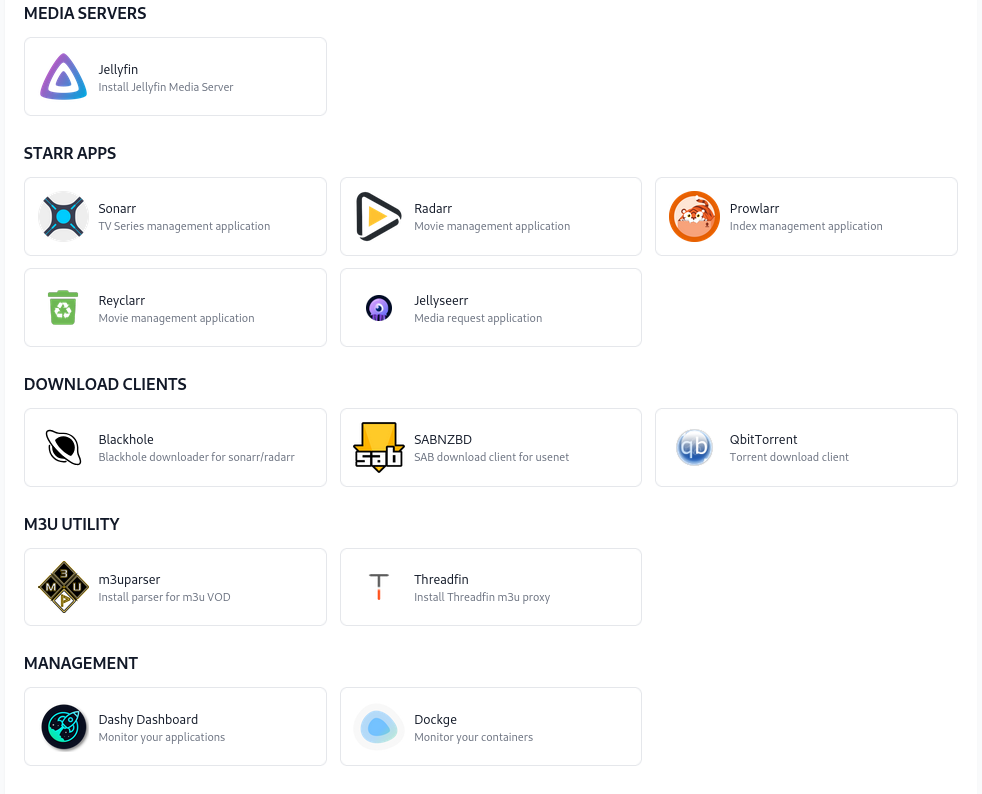 MEDIA SERVERS
Jellyfin
Install Jellyfin Media Server
STARR APPS
Sonarr
TV Series management application
Radarr
Movie management application
Prowlarr
Index management application
Reyclarr
Movie management application
Jellyseerr
Media request application
DOWNLOAD CLIENTS
Blackhole
Blackhole downloader for sonarr/radarr
sab
SABNZBD
SAB download client for usenet
qb
QbitTorrent
Torrent download client
M3U UTILITY
3
M U
P
m3uparser
Install parser for m3u VOD
Threadfin
Install Threadfin m3u proxy
MANAGEMENT
Dashy Dashboard
Monitor your applications
Dockge
Monitor your containers